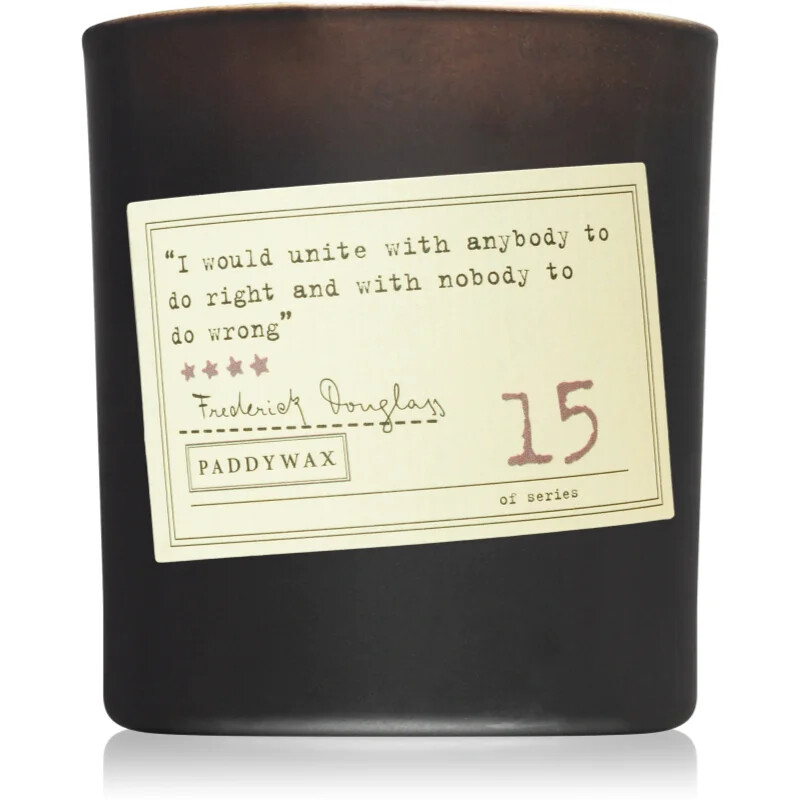 “I would unite with anybody to
do right and with nobody to
do wrong”
Frederick Douglass
PADDYWAX
15
of series